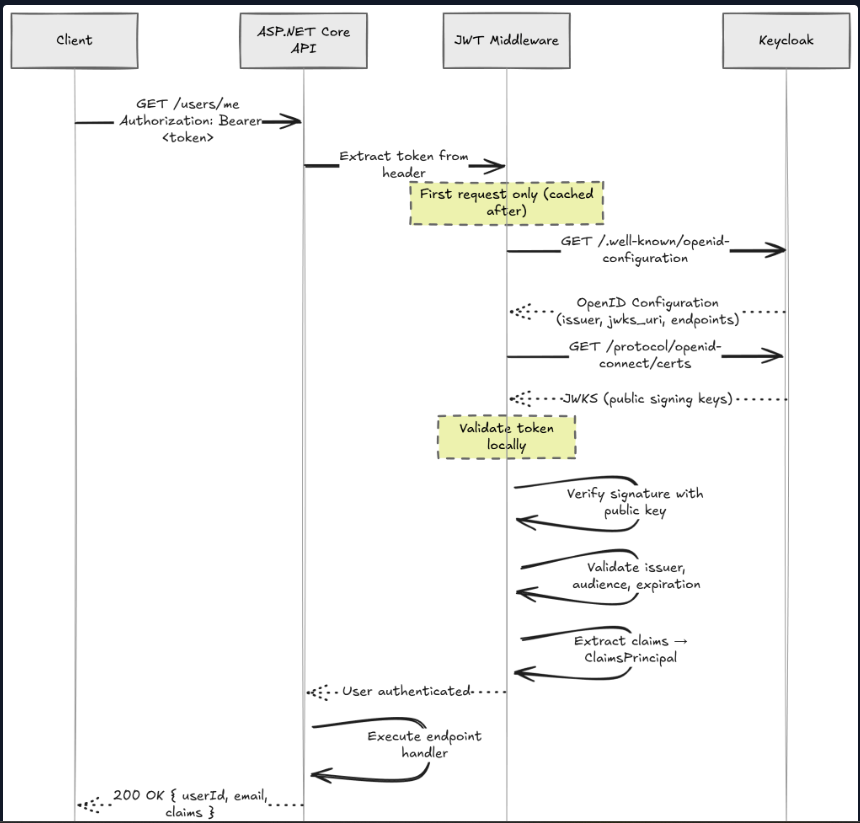 Client
ASP.NET Core
API
JWT Middleware
Keycloak
GET /users/me
Authorization: Bearer
<token>
Extract token from
header
First request only (cached
after)
GET /.well-known/openid-
configuration
OpenID Configuration
(issuer, jwks_uri, endpoints)
GET /protocol/openid-
connect/certs
JWKS (public signing keys)
Validate token
locally
Verify signature with
public key
Validate issuer,
audience, expiration
Extract claims →
ClaimsPrincipal
User authenticated
Execute endpoint
handler
200 OK { userId, email,
claims }